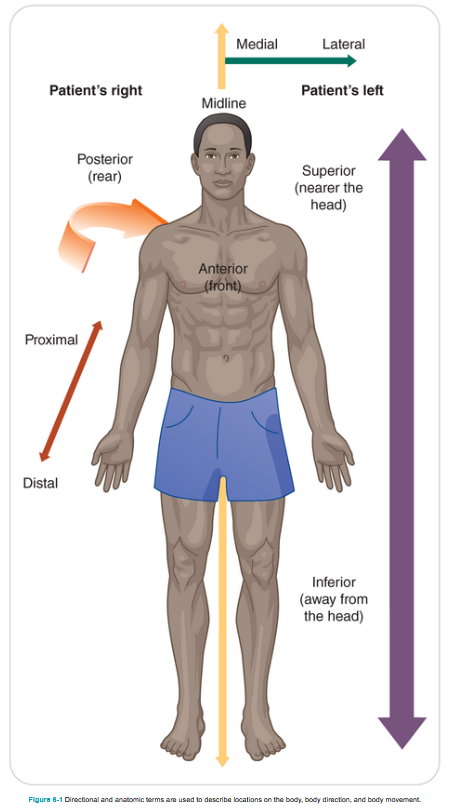 Medial Lateral
Patient's right
Patient's left
Midline
Posterior
(rear)
Superior
(nearer the
head)
Anterior
(front)
Proximal
Distal
Inferior
(away from
the head)
Figure 6-1 Directional and anatomic terms are used to describe locations on the body, body direction, and body movement.